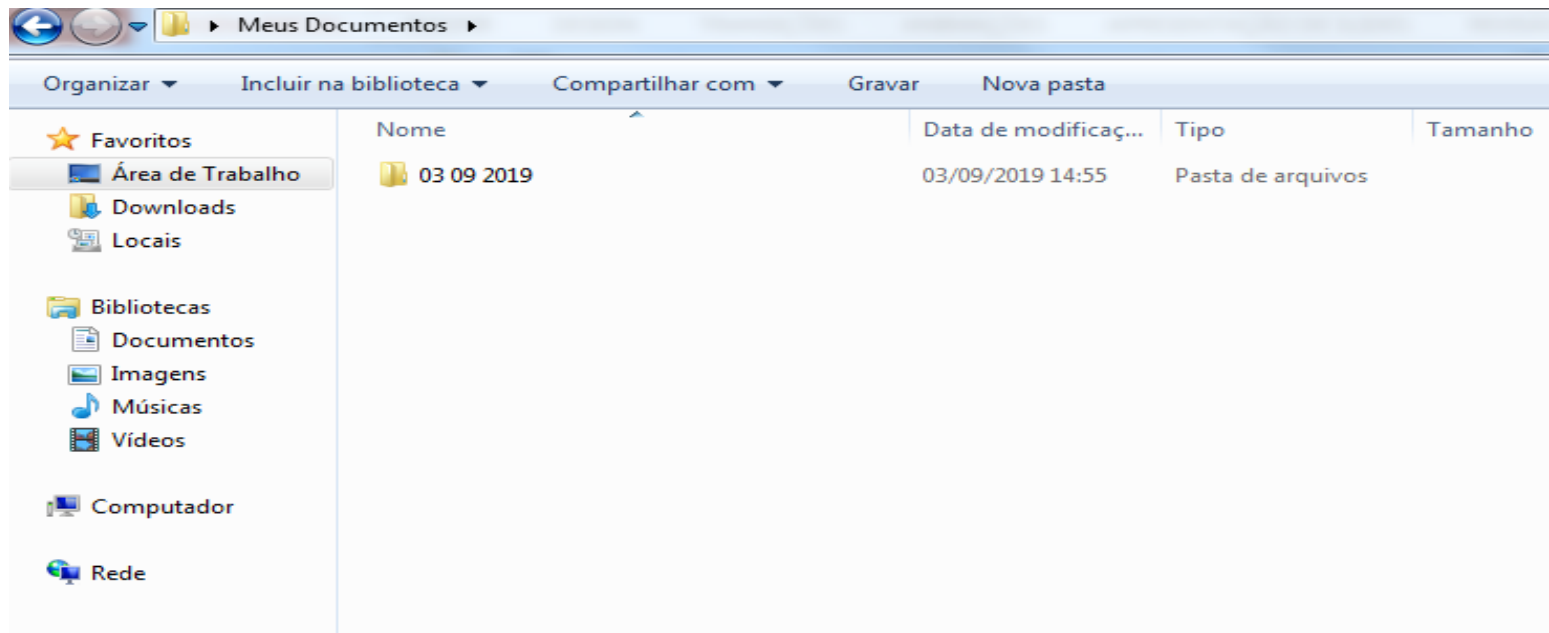 Meus Documentos
Organizar Incluir na biblioteca Compartilhar com Gravar Nova pasta
Favoritos
Área de Trabalho
Downloads
Locais
Bibliotecas
Documentos
Imagens
Músicas
Vídeos
Computador
Rede
Nome Data de modificaç... Tipo Tamanho
03 09 2019 03/09/2019 14:55 Pasta de arquivos